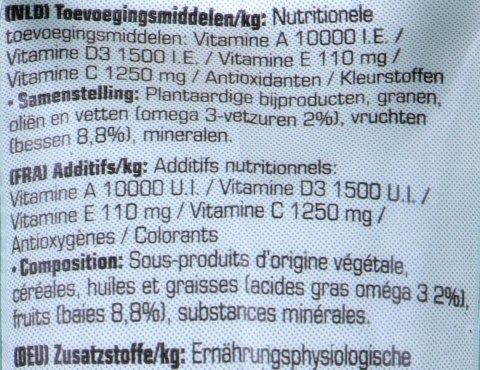 (NLD) Toevoegingsmiddelen/kg: Nutritionele
toevoegingsmiddelen: Vitamine A 10000 I.E. /
Vitamine D3 1500 I.E. / Vitamine E 110 mg /
Vitamine C 1250 mg / Antioxidanten / Kleurstoffen
• Samenstelling: Plantaardige bijproducten, granen,
oliën en vetten (omega 3-vetzuren 2%), vruchten
(bessen 8,8%), mineralen.
(FRA) Additifs/kg: Additifs nutritionnels:
Vitamine A 10000 U.I. / Vitamine D3 1500 U.I. /
Vitamine E 110 mg / Vitamine C 1250 mg /
Antioxygènes / Colorants
• Composition: Sous-produits d'origine végétale,
céréales, huiles et graisses (acides gras oméga 3 2%),
fruits (baies 8,8%), substances minérales.
(DEU) Zusatzstoffe/kg: Ernährungsphysiologische